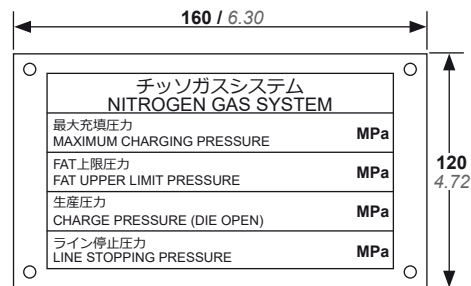 160 / 6.30
チッソガスシステム
NITROGEN GAS SYSTEM
最大充填圧力
MAXIMUM CHARGING PRESSURE MPa
FAT上限圧力
FAT UPPER LIMIT PRESSURE MPa
生産圧力
CHARGE PRESSURE (DIE OPEN) MPa
ライン停止圧力
LINE STOPPING PRESSURE MPa
120
4.72